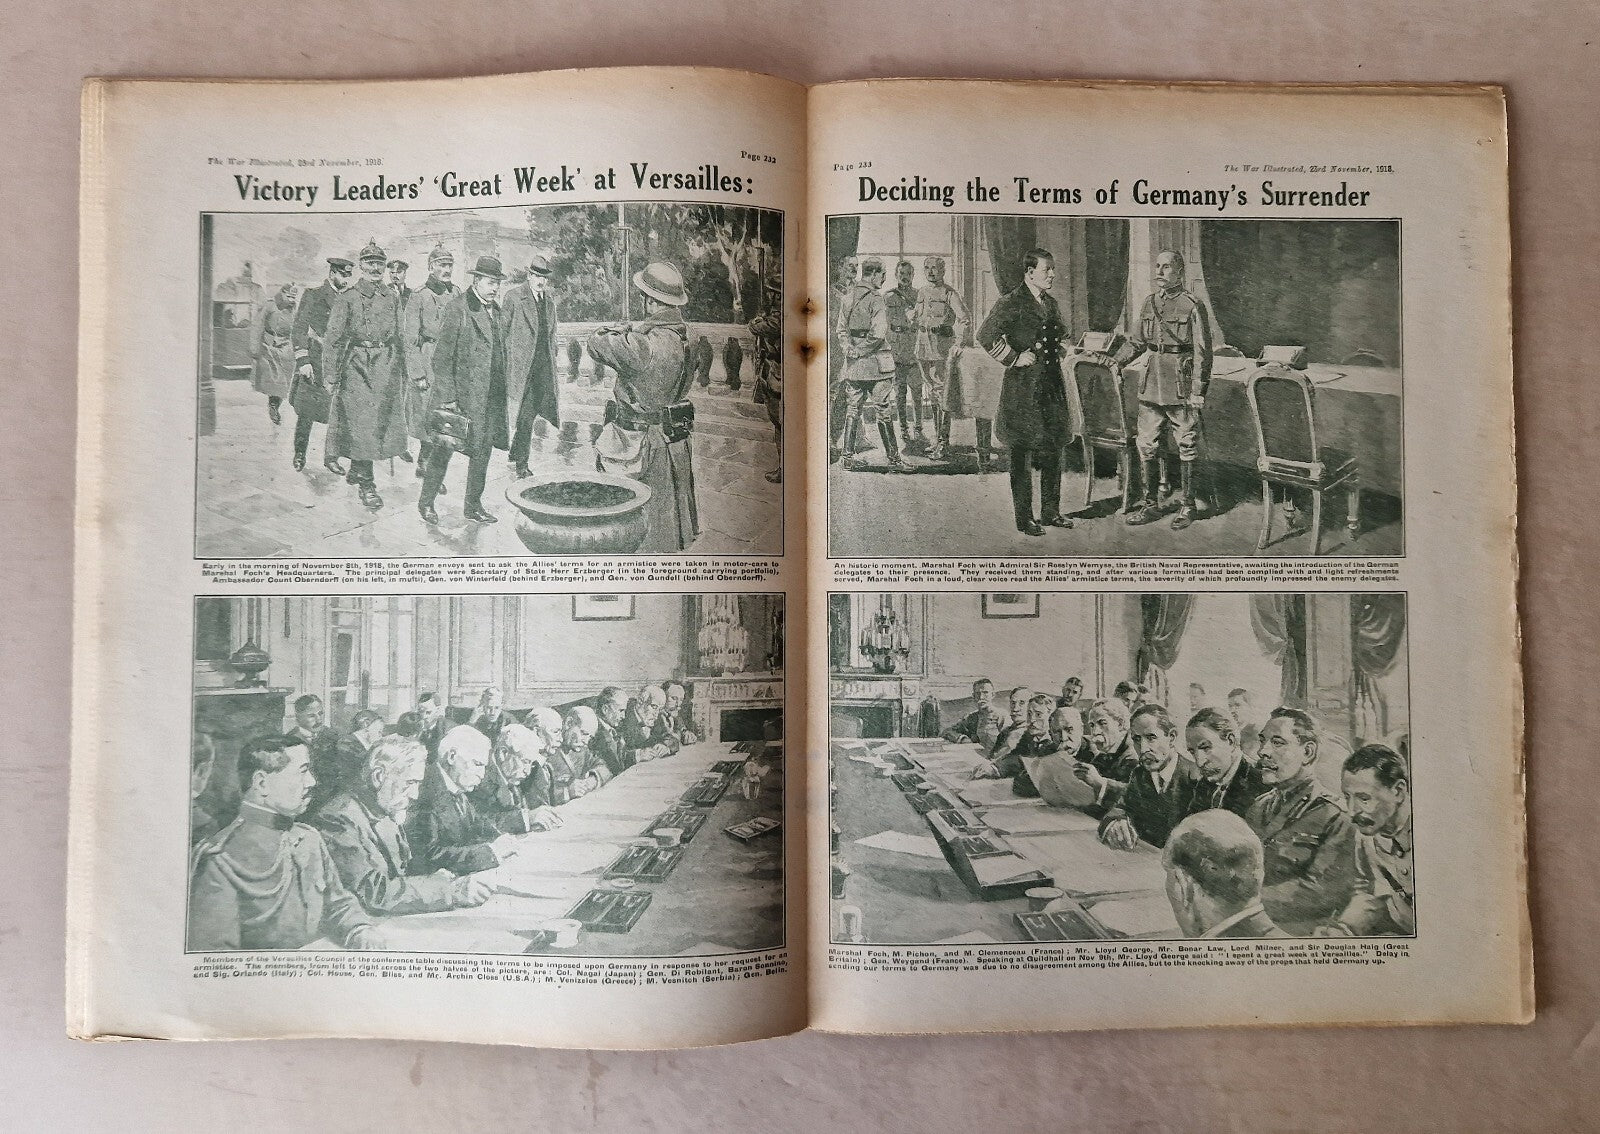 The War Illustrated, 23rd November, 1918.
Page 232
Victory Leaders' 'Great Week' at Versailles:
Early in the morning of November 8th, 1918, the German envoys sent to ask the Allies' terms for an armistice were taken in motor-cars to
Marshal Foch's Headquarters. The principal delegates were Secretary of State Herr Erzberger (in the foreground carrying portfolio),
Ambassador Count Oberndorff (on his left, in mufti), Gen. von Winterfeld (behind Erzberger), and Gen. von Gundell (behind Oberndorff).
Members of the Versailles Council at the conference table discussing the terms to be imposed upon Germany in response to her request for an
armistice. The members, from left to right across the two halves of the picture, are: Col. Nagai (Japan); Gen. Di Robilant, Baron Sonnino,
and Sig. Orlando (Italy); Col. House, Gen. Bliss, and Mr. Archin Closs (U.S.A.); M. Venizelos (Greece); M. Vesnitch (Serbia); Gen. Belin,
Page 233
The War Illustrated, 23rd November, 1918.
Deciding the Terms of Germany's Surrender
An historic moment. Marshal Foch with Admiral Sir Rosslyn Wemyss, the British Naval Representative, awaiting the introduction of the German
delegates to their presence. They received them standing, and after various formalities had been complied with and light refreshments
served, Marshal Foch in a loud, clear voice read the Allies' armistice terms, the severity of which profoundly impressed the enemy delegates.
Marshal Foch, M. Pichon, and M. Clemenceau (France); Mr. Lloyd George, Mr. Bonar Law, Lord Milner, and Sir Douglas Haig (Great
Britain); Gen. Weygand (France). Speaking at Guildhall on Nov 9th, Mr. Lloyd George said: "I spent a great week at Versailles." Delay in
sending our terms to Germany was due to no disagreement among the Allies, but to the knocking away of the props that held Germany up.